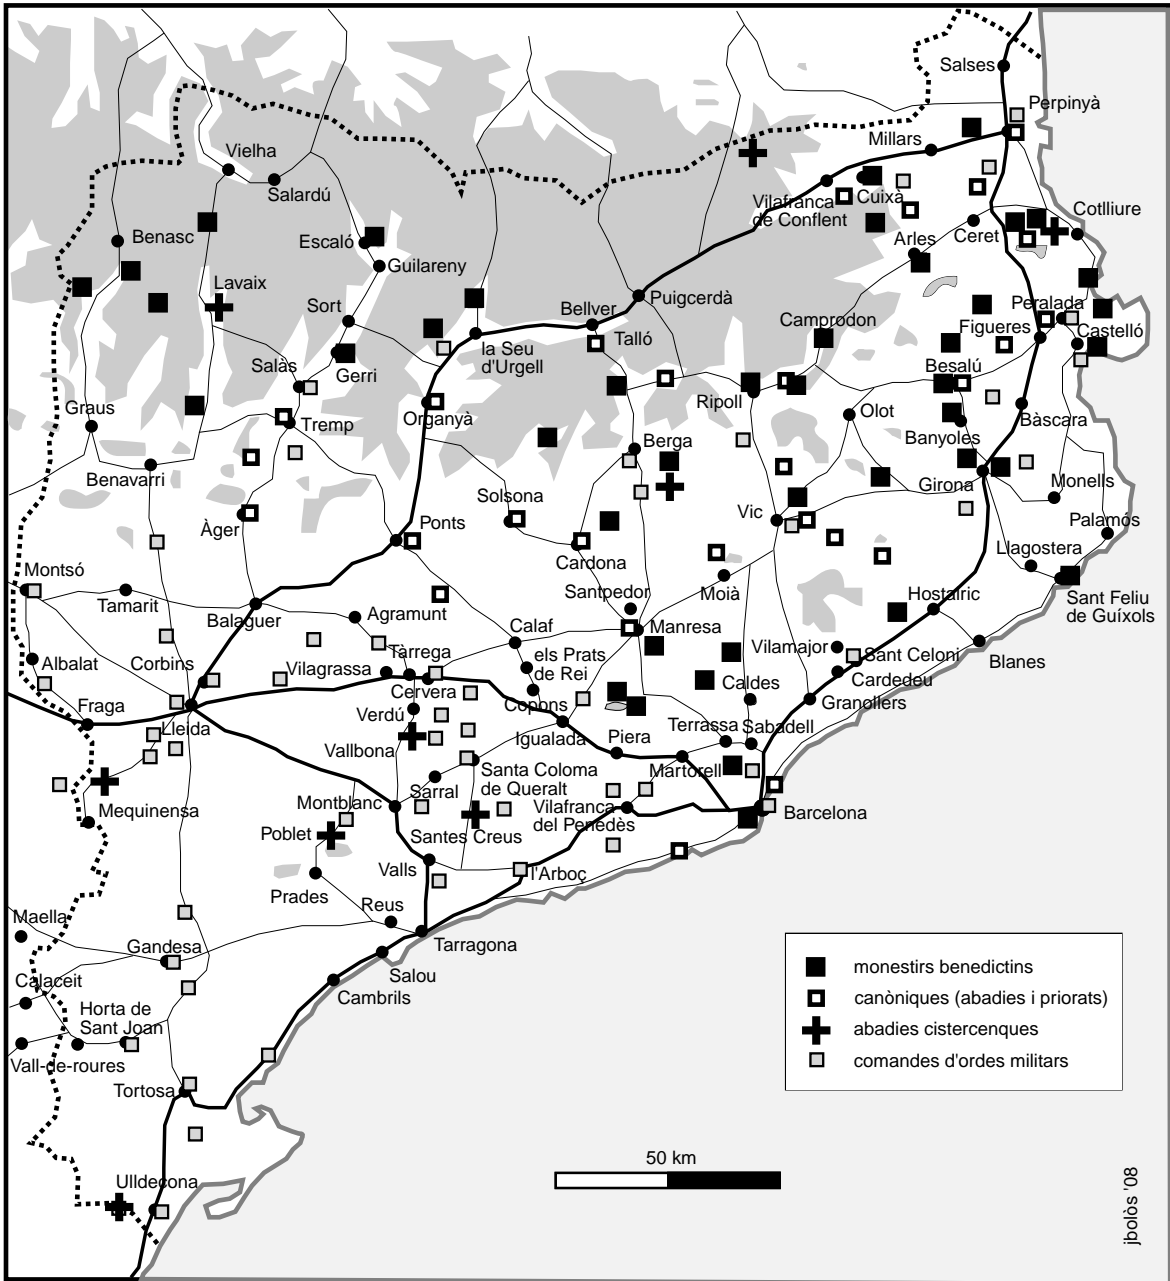 Salses
Perpinyà
Millars
Vielha
Salardú
Vilafranca
de Conflent
Cuixà
Cotlliure
Benasc
Escaló
Arles
Ceret
Guilareny
Lavaix
Sort
Bellver
Puigcerdà
Camprodon
Peralada
Figueres
Castelló
Talló
la Seu
d'Urgell
Salàs
Gerri
Besalú
Graus
Tremp
Organyà
Ripoll
Olot
Bàscara
Banyoles
Berga
Benavarri
Girona
Monells
Solsona
Àger
Ponts
Vic
Palamós
Cardona
Llagostera
Montsó
Tamarit
Santpedor
Moià
Hostalric
Sant Feliu
de Guíxols
Balaguer
Agramunt
Calaf
Manresa
Vilamajor
Sant Celoni
Blanes
Albalat
Corbins
Tàrrega
els Prats
de Rei
Vilagrassa
Cervera
Caldes
Cardedeu
Fraga
Lleida
Verdú
Copons
Granollers
Terrassa
Sabadell
Vallbona
Igualada
Piera
Martorell
Santa Coloma
de Queralt
Sarral
Mequinensa
Montblanc
Vilafranca
del Penedès
Barcelona
Poblet
Santes Creus
Valls
l'Arboç
Prades
Reus
Maella
Tarragona
Gandesa
Salou
Calaceit
Cambrils
Horta de
Sant Joan
Vall-de-roures
Tortosa
Ulldecona
monestirs benedictins
canòniques (abadies i priorats)
abadies cistercenques
comandes d'ordes militars
50 km
jbolòs '08